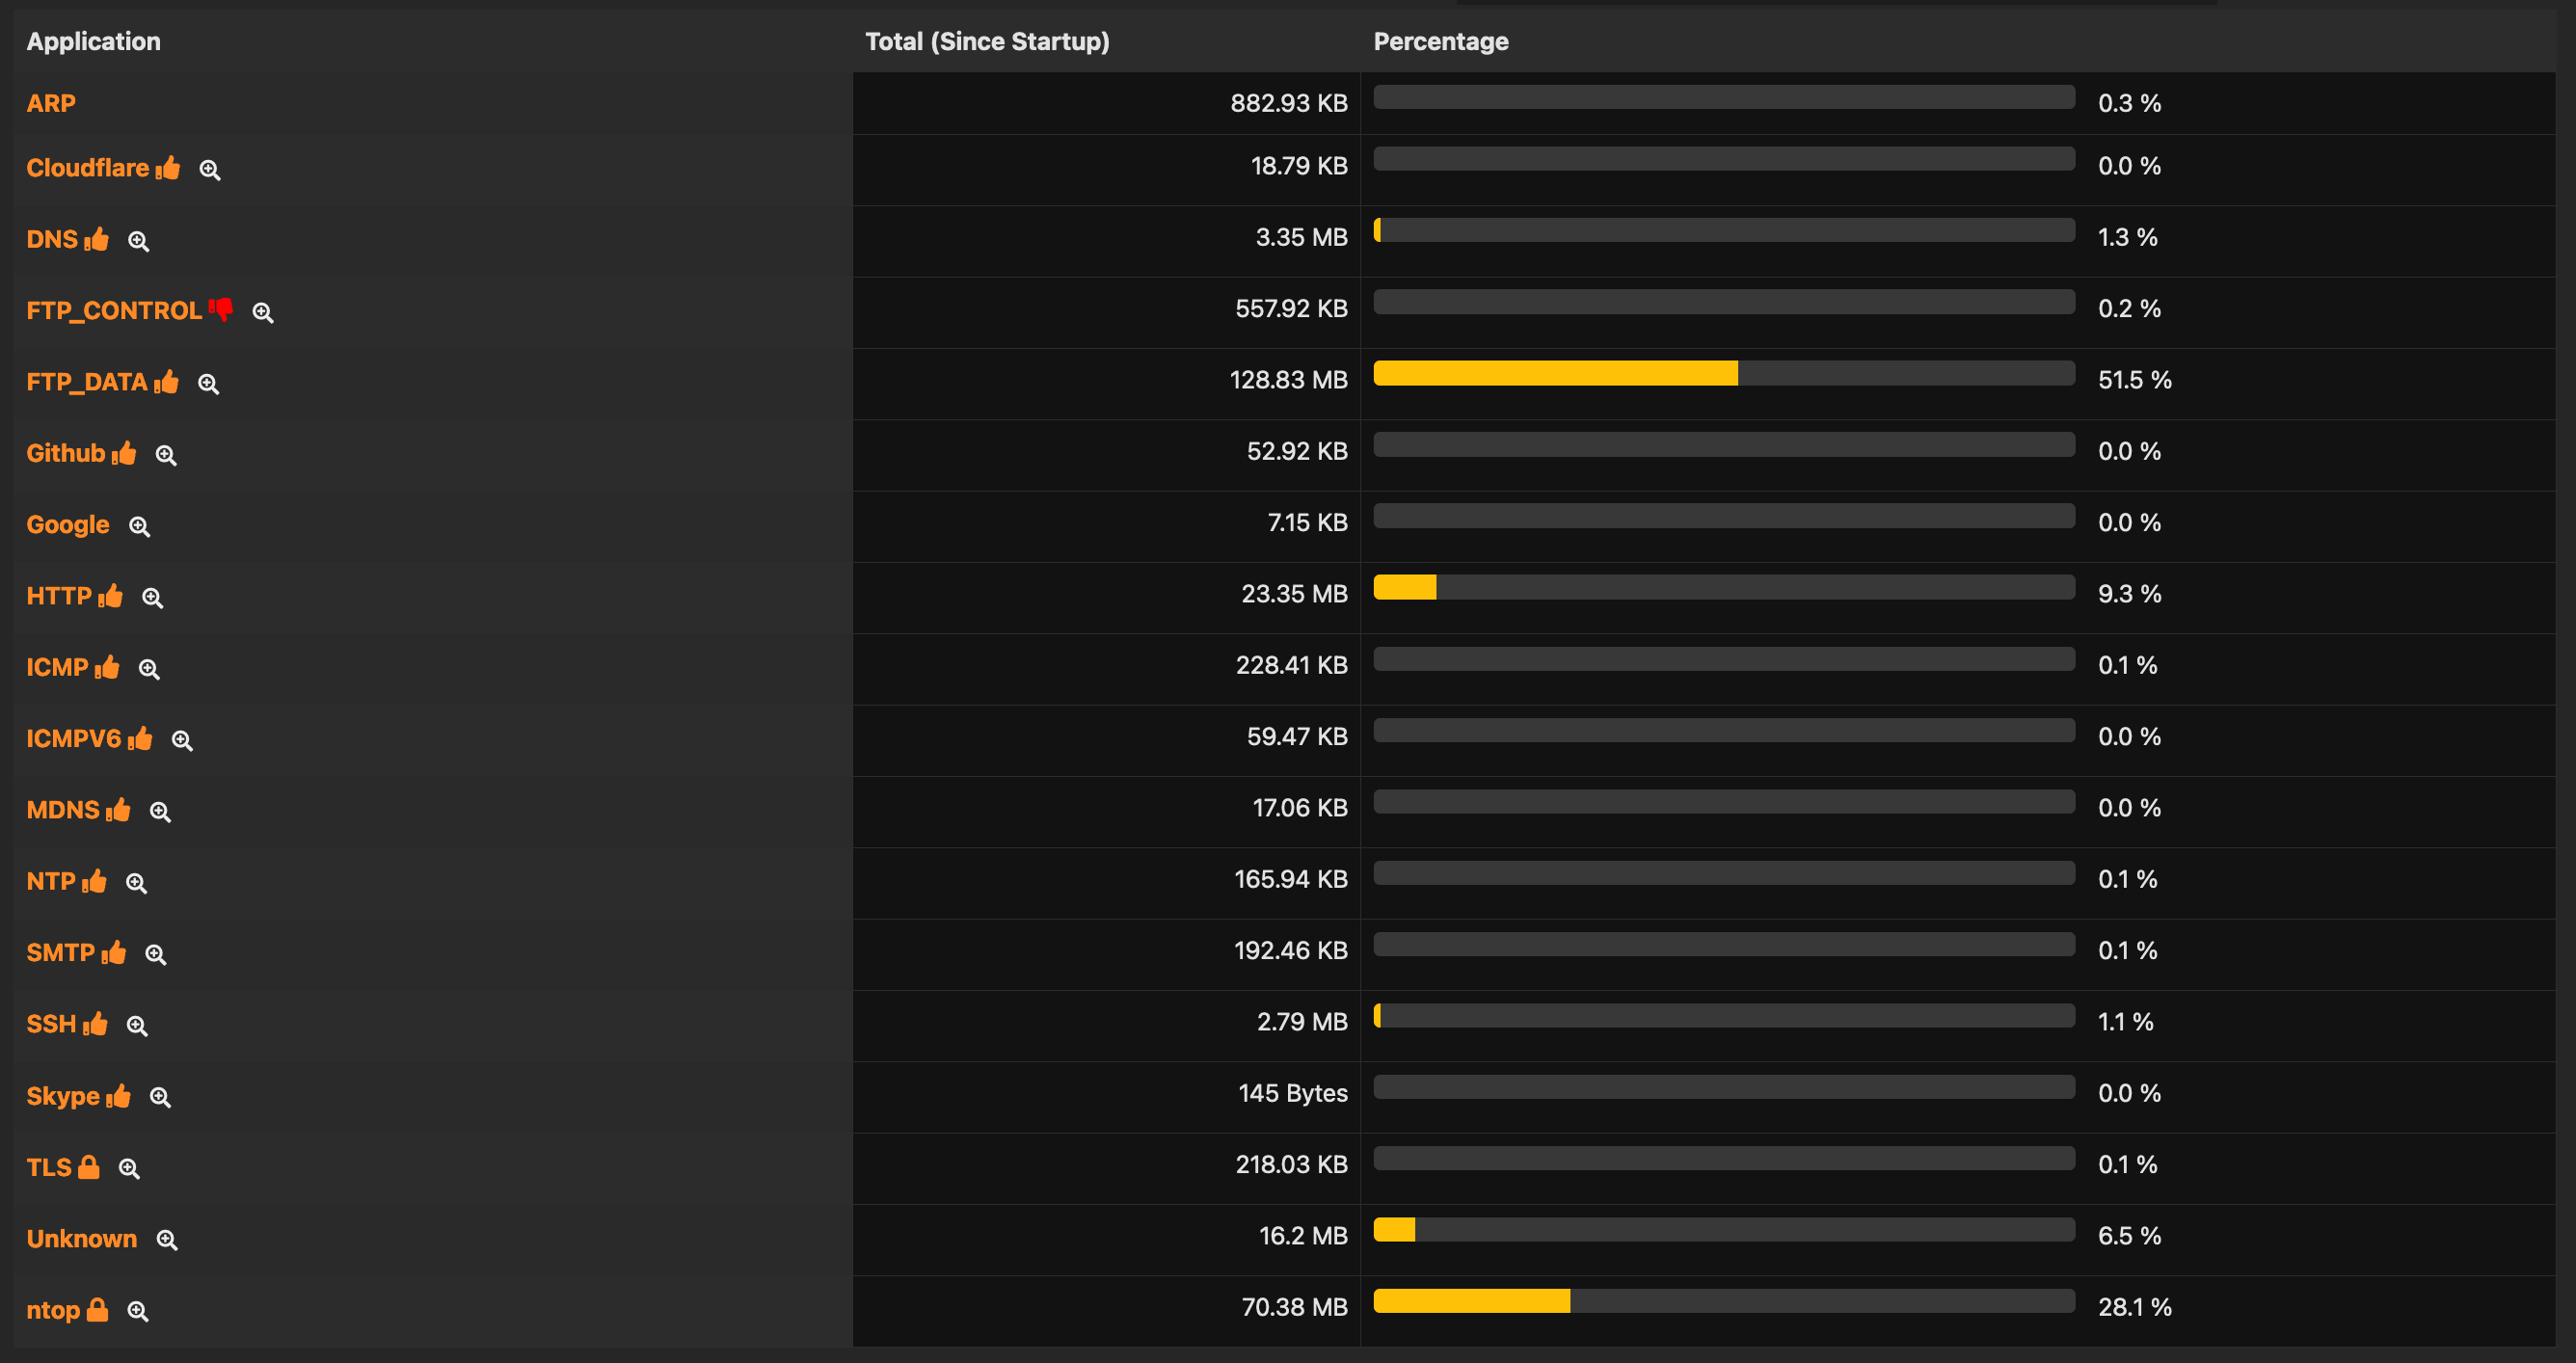 Application Total (Since Startup) Percentage
ARP 882.93 KB 0.3 %
Cloudflare 18.79 KB 0.0 %
DNS 3.35 MB 1.3 %
FTP_CONTROL 557.92 KB 0.2 %
FTP_DATA 128.83 MB 51.5 %
Github 52.92 KB 0.0 %
Google 7.15 KB 0.0 %
HTTP 23.35 MB 9.3 %
ICMP 228.41 KB 0.1 %
ICMPV6 59.47 KB 0.0 %
MDNS 17.06 KB 0.0 %
NTP 165.94 KB 0.1 %
SMTP 192.46 KB 0.1 %
SSH 2.79 MB 1.1 %
Skype 145 Bytes 0.0 %
TLS 218.03 KB 0.1 %
Unknown 16.2 MB 6.5 %
ntop 70.38 MB 28.1 %